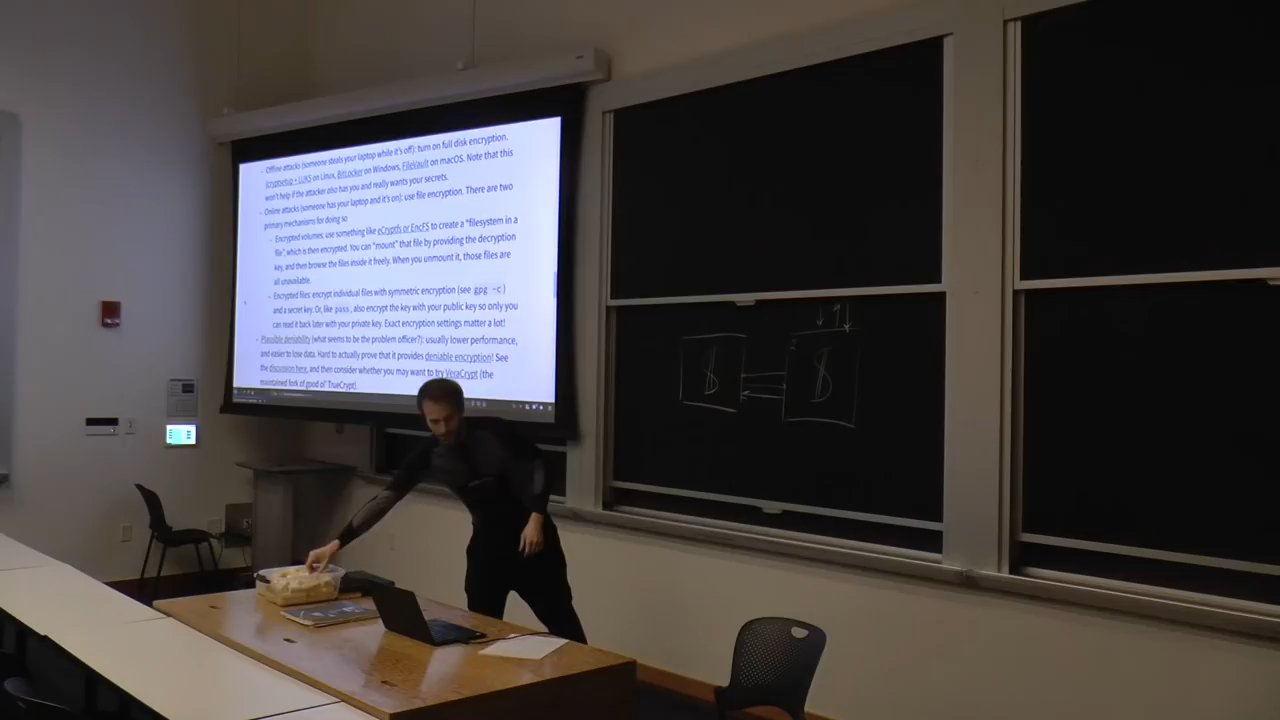 - Offline attacks (someone steals your laptop while it's off): turn on full disk encryption.
(cryptsetup + LUKS on Linux, BitLocker on Windows, FileVault on macOS. Note that this
won't help if the attacker also has you and really wants your secrets.
- Online attacks (someone has your laptop and it's on): use file encryption. There are two
primary mechanisms for doing so
- Encrypted volumes: use something like eCryptfs or EncFS to create a "filesystem in a
file", which is then encrypted. You can "mount" that file by providing the decryption
key, and then browse the files inside it freely. When you unmount it, those files are
all unavailable.
- Encrypted files: encrypt individual files with symmetric encryption (see gpg -c)
and a secret key. Or, like pass, also encrypt the key with your public key so only you
can read it back later with your private key. Exact encryption settings matter a lot!
- Plausible deniability (what seems to be the problem officer?): usually lower performance,
and easier to lose data. Hard to actually prove that it provides deniable encryption! See
the discussion here, and then consider whether you may want to try VeraCrypt (the
maintained fork of good ol' TrueCrypt).
$ $